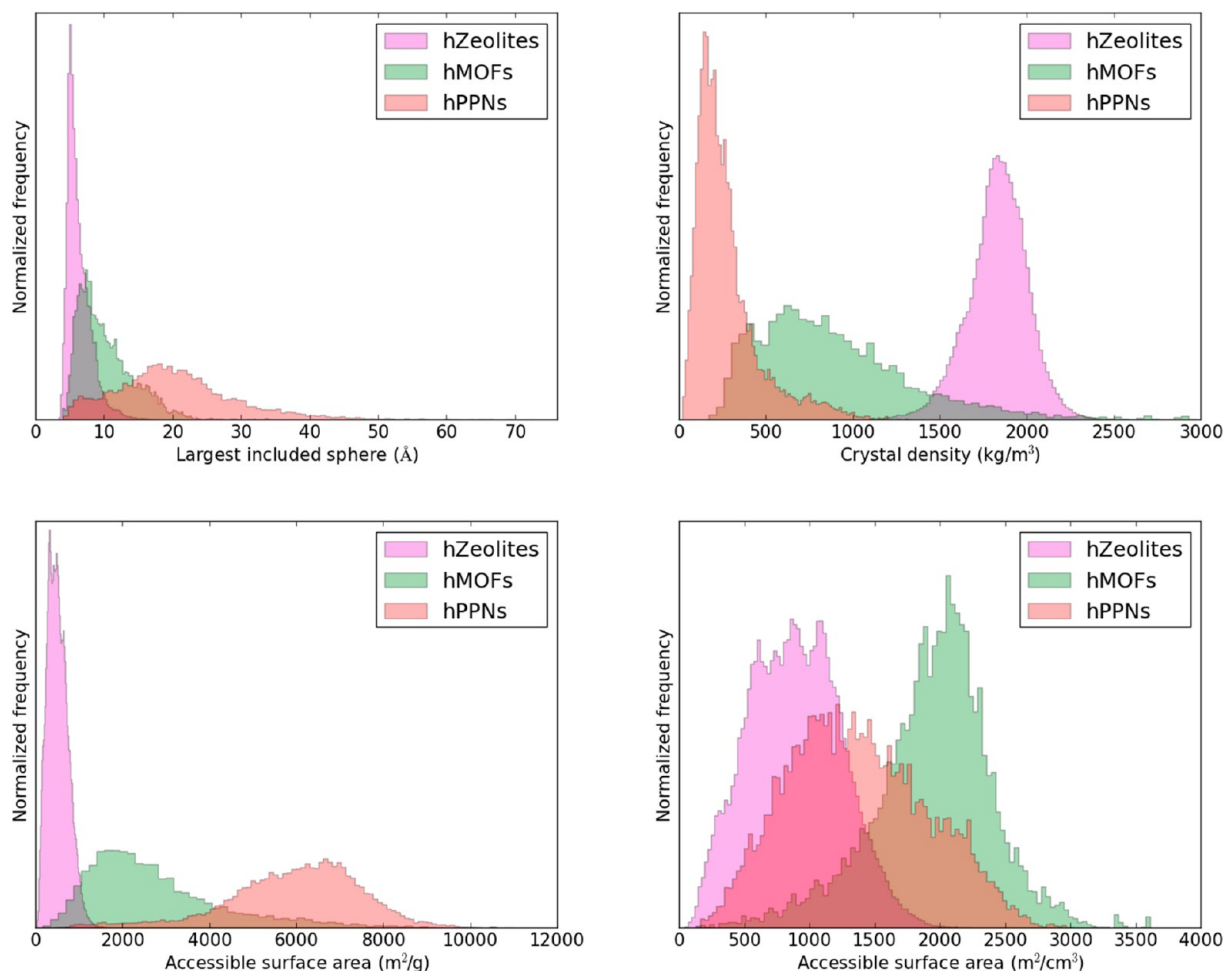 hZeolites
hMOFs
hPPNs
Normalized frequency
0 10 20 30 40 50 60 70
Largest included sphere (Å)
hZeolites
hMOFs
hPPNs
Normalized frequency
0 500 1000 1500 2000 2500 3000
Crystal density (kg/m³)
hZeolites
hMOFs
hPPNs
Normalized frequency
0 2000 4000 6000 8000 10000 12000
Accessible surface area (m²/g)
hZeolites
hMOFs
hPPNs
Normalized frequency
0 500 1000 1500 2000 2500 3000 3500 4000
Accessible surface area (m²/cm³)